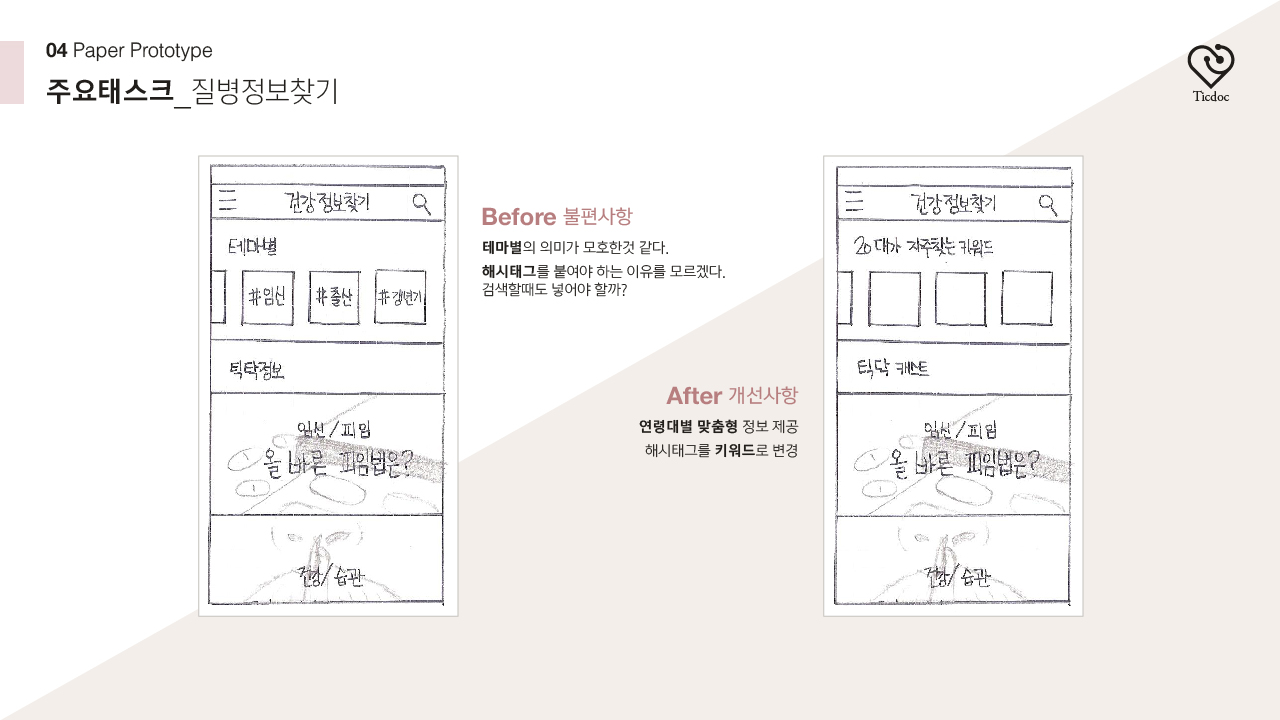 04 Paper Prototype
주요태스크_질병정보찾기
Ticdoc
건강정보찾기
테마별
#임신 #출산 #갱년기
틱닥정보
임신/피임
올바른 피임법은?
건강/습관
Before 불편사항
테마별의 의미가 모호한것 같다.
해시태그를 붙여야 하는 이유를 모르겠다.
검색할때도 넣어야 할까?
After 개선사항
연령대별 맞춤형 정보 제공
해시태그를 키워드로 변경
건강정보찾기
20대가 자주찾는 키워드
틱닥 캐스트
임신/피임
올바른 피임법은?
건강/습관